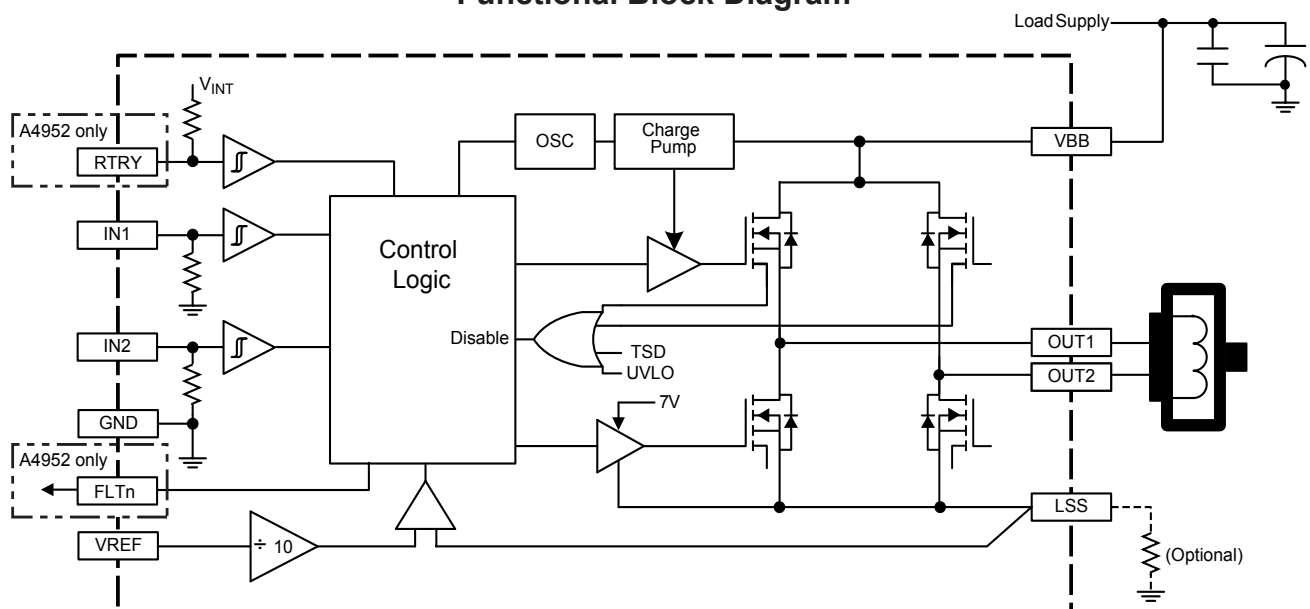 Functional Block Diagram
Load Supply
VINT
A4952 only
RTRY
OSC
Charge
Pump
VBB
IN1
Control
Logic
IN2
Disable
TSD
UVLO
OUT1
OUT2
GND
7V
A4952 only
FLTn
LSS
VREF
÷ 10
(Optional)